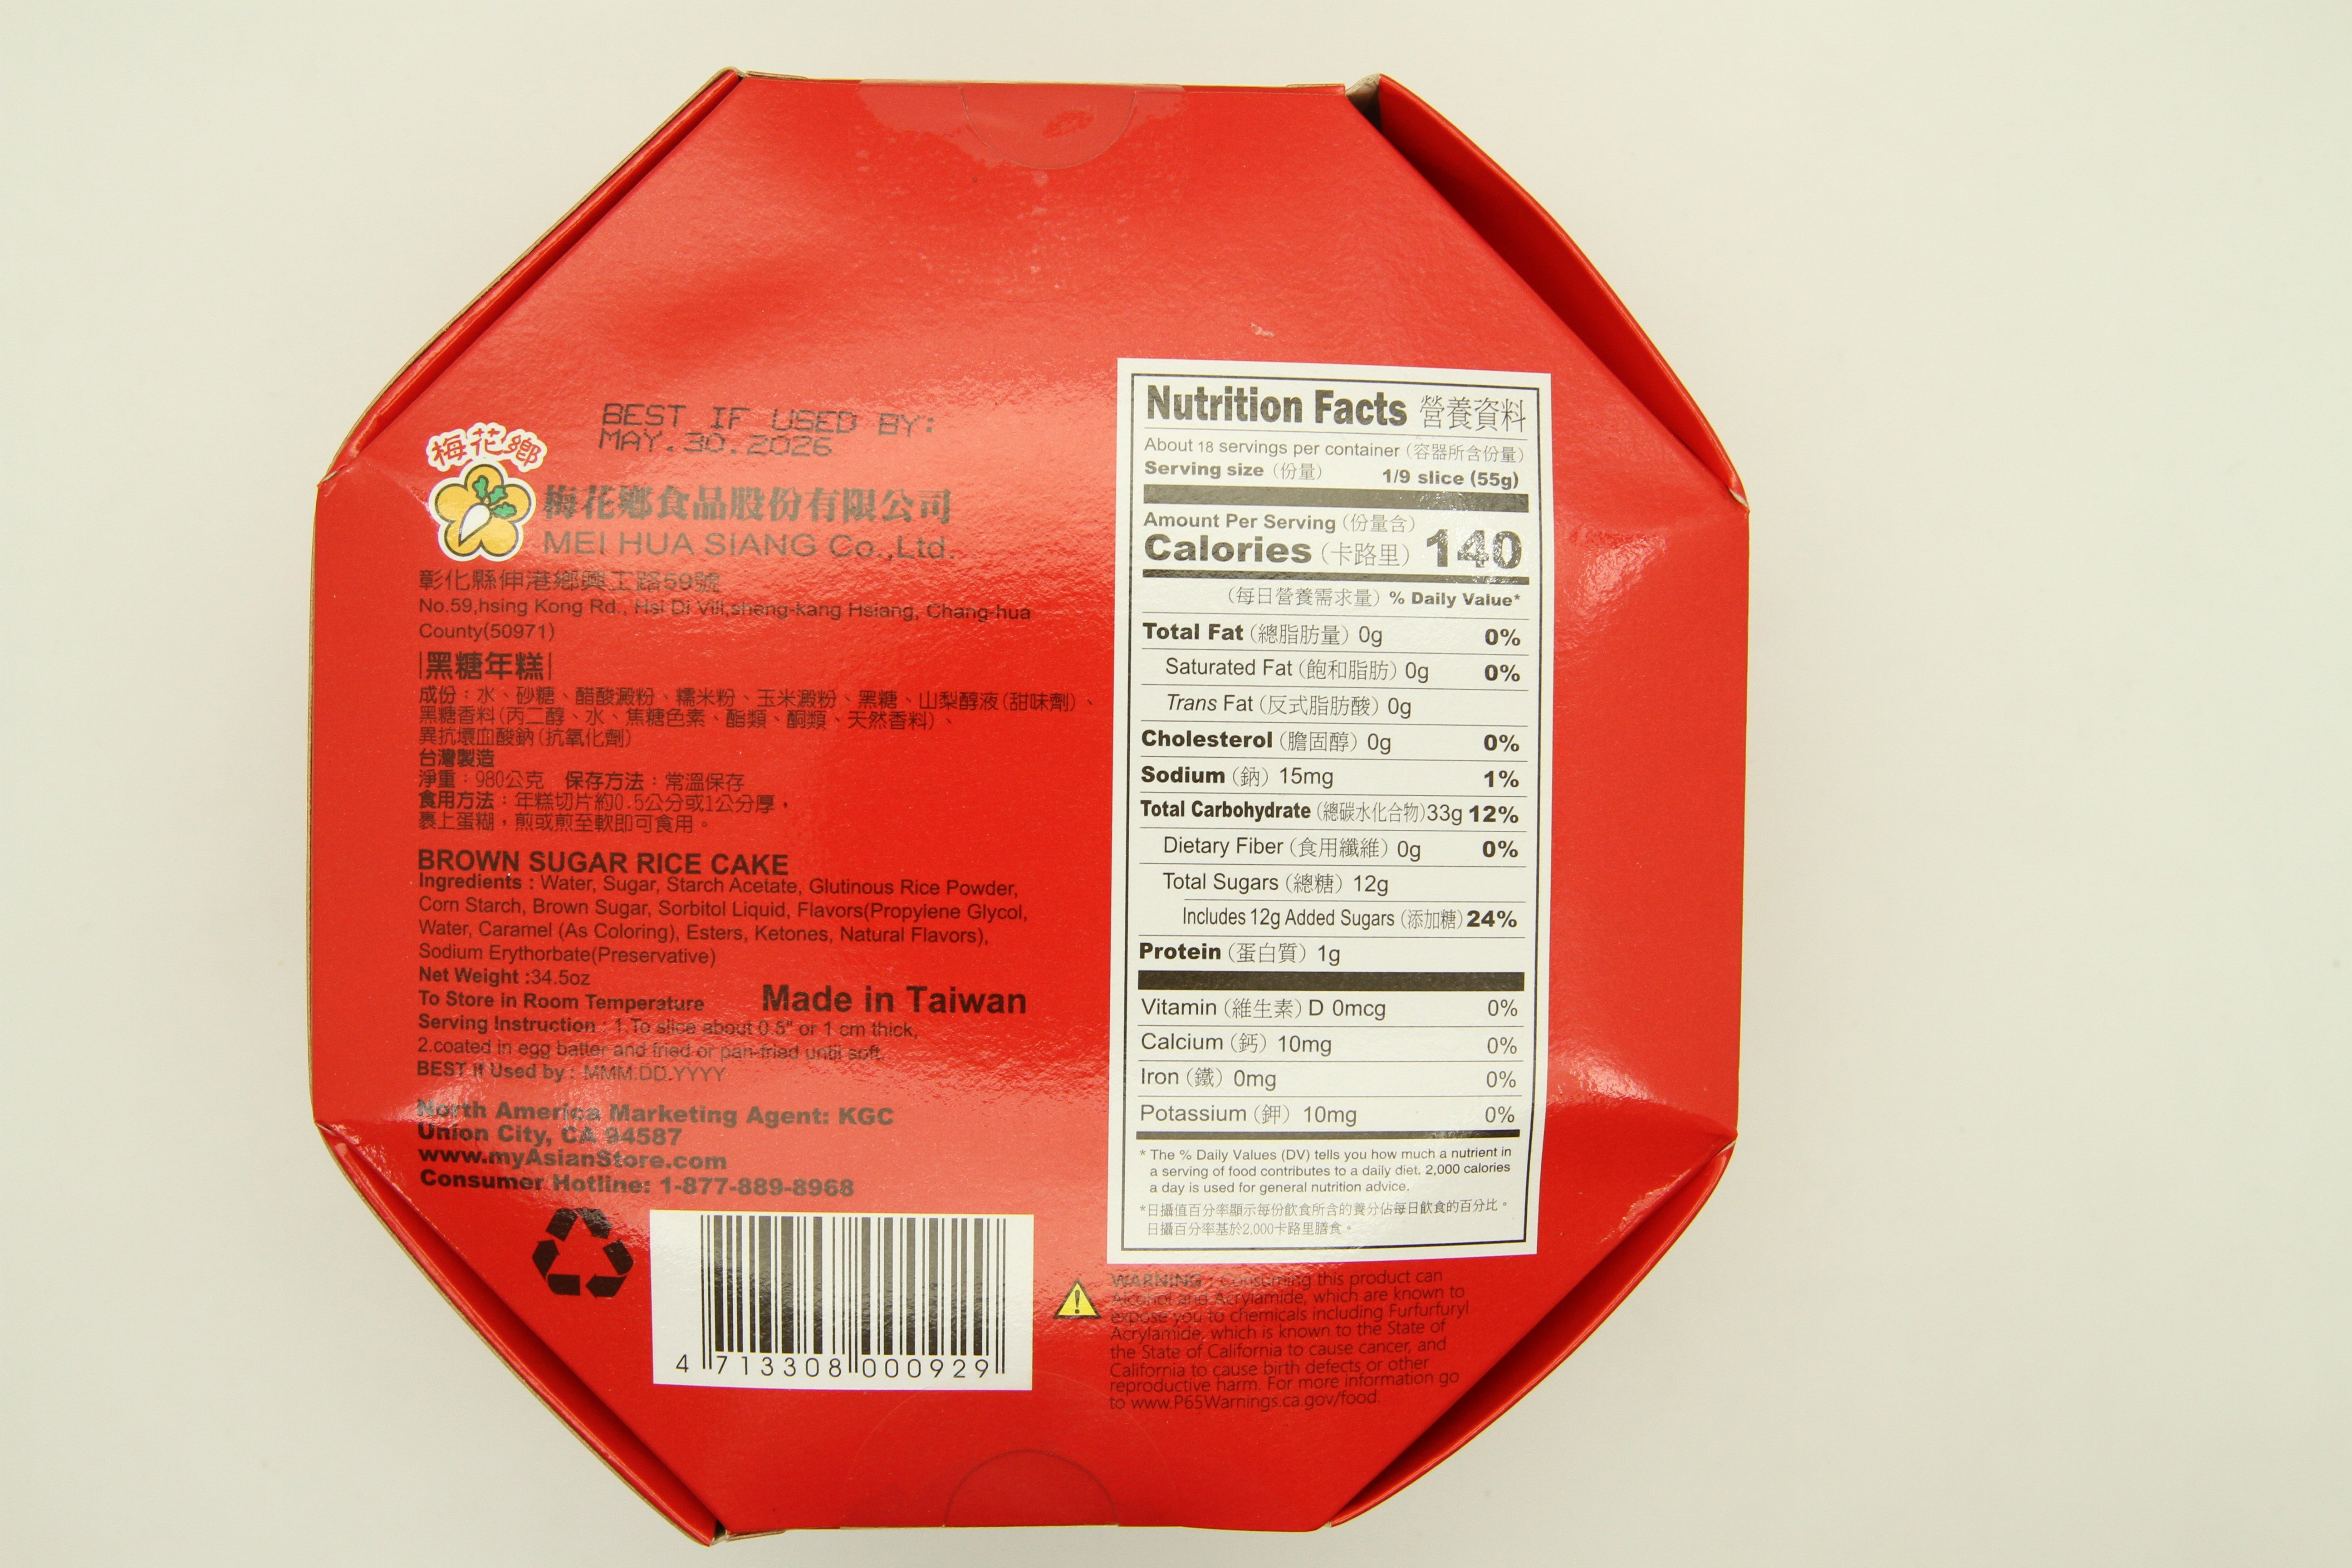 BEST IF USED BY:
MAY.30.2026
梅花鄉
梅花鄉食品股份有限公司
MEI HUA SIANG Co.,Ltd.
彰化縣伸港鄉興工路59號
No.59,hsing Kong Rd., Hsi Di Vill,sheng-kang Hsiang, Chang-hua
County(50971)
|黑糖年糕|
成份：水、砂糖、醋酸澱粉、糯米粉、玉米澱粉、黑糖、山梨醇液(甜味劑)、
黑糖香料(丙二醇、水、焦糖色素、酯類、酮類、天然香料)、
異抗壞血酸鈉(抗氧化劑)
台灣製造
淨重：980公克 保存方法：常溫保存
食用方法：年糕切片約0.5公分或1公分厚，
裹上蛋糊，煎或煎至軟即可食用。
BROWN SUGAR RICE CAKE
Ingredients : Water, Sugar, Starch Acetate, Glutinous Rice Powder,
Corn Starch, Brown Sugar, Sorbitol Liquid, Flavors(Propylene Glycol,
Water, Caramel (As Coloring), Esters, Ketones, Natural Flavors),
Sodium Erythorbate(Preservative)
Net Weight :34.5oz
To Store in Room Temperature Made in Taiwan
Serving Instruction : 1.To slice about 0.5" or 1 cm thick,
2.coated in egg batter and fried or pan-fried until soft.
BEST If Used by : MMM.DD.YYYY
North America Marketing Agent: KGC
Union City, CA 94587
www.myAsianStore.com
Consumer Hotline: 1-877-889-8968
4 713308 000929
Nutrition Facts 營養資料
About 18 servings per container (容器所含份量)
Serving size (份量) 1/9 slice (55g)
Amount Per Serving (份量含)
Calories (卡路里) 140
(每日營養需求量) % Daily Value*
Total Fat (總脂肪量) 0g 0%
Saturated Fat (飽和脂肪) 0g 0%
Trans Fat (反式脂肪酸) 0g
Cholesterol (膽固醇) 0g 0%
Sodium (鈉) 15mg 1%
Total Carbohydrate (總碳水化合物)33g 12%
Dietary Fiber (食用纖維) 0g 0%
Total Sugars (總糖) 12g
Includes 12g Added Sugars (添加糖) 24%
Protein (蛋白質) 1g
Vitamin (維生素) D 0mcg 0%
Calcium (鈣) 10mg 0%
Iron (鐵) 0mg 0%
Potassium (鉀) 10mg 0%
* The % Daily Values (DV) tells you how much a nutrient in
a serving of food contributes to a daily diet. 2,000 calories
a day is used for general nutrition advice.
*日攝值百分率顯示每份飲食所含的養分佔每日飲食的百分比。
日攝百分率基於2,000卡路里膳食。
WARNING : Consuming this product can
Alcohol and Acrylamide, which are known to
expose you to chemicals including Furfurfuryl
Acrylamide, which is known to the State of
the State of California to cause cancer, and
California to cause birth defects or other
reproductive harm. For more information go
to www.P65Warnings.ca.gov/food.